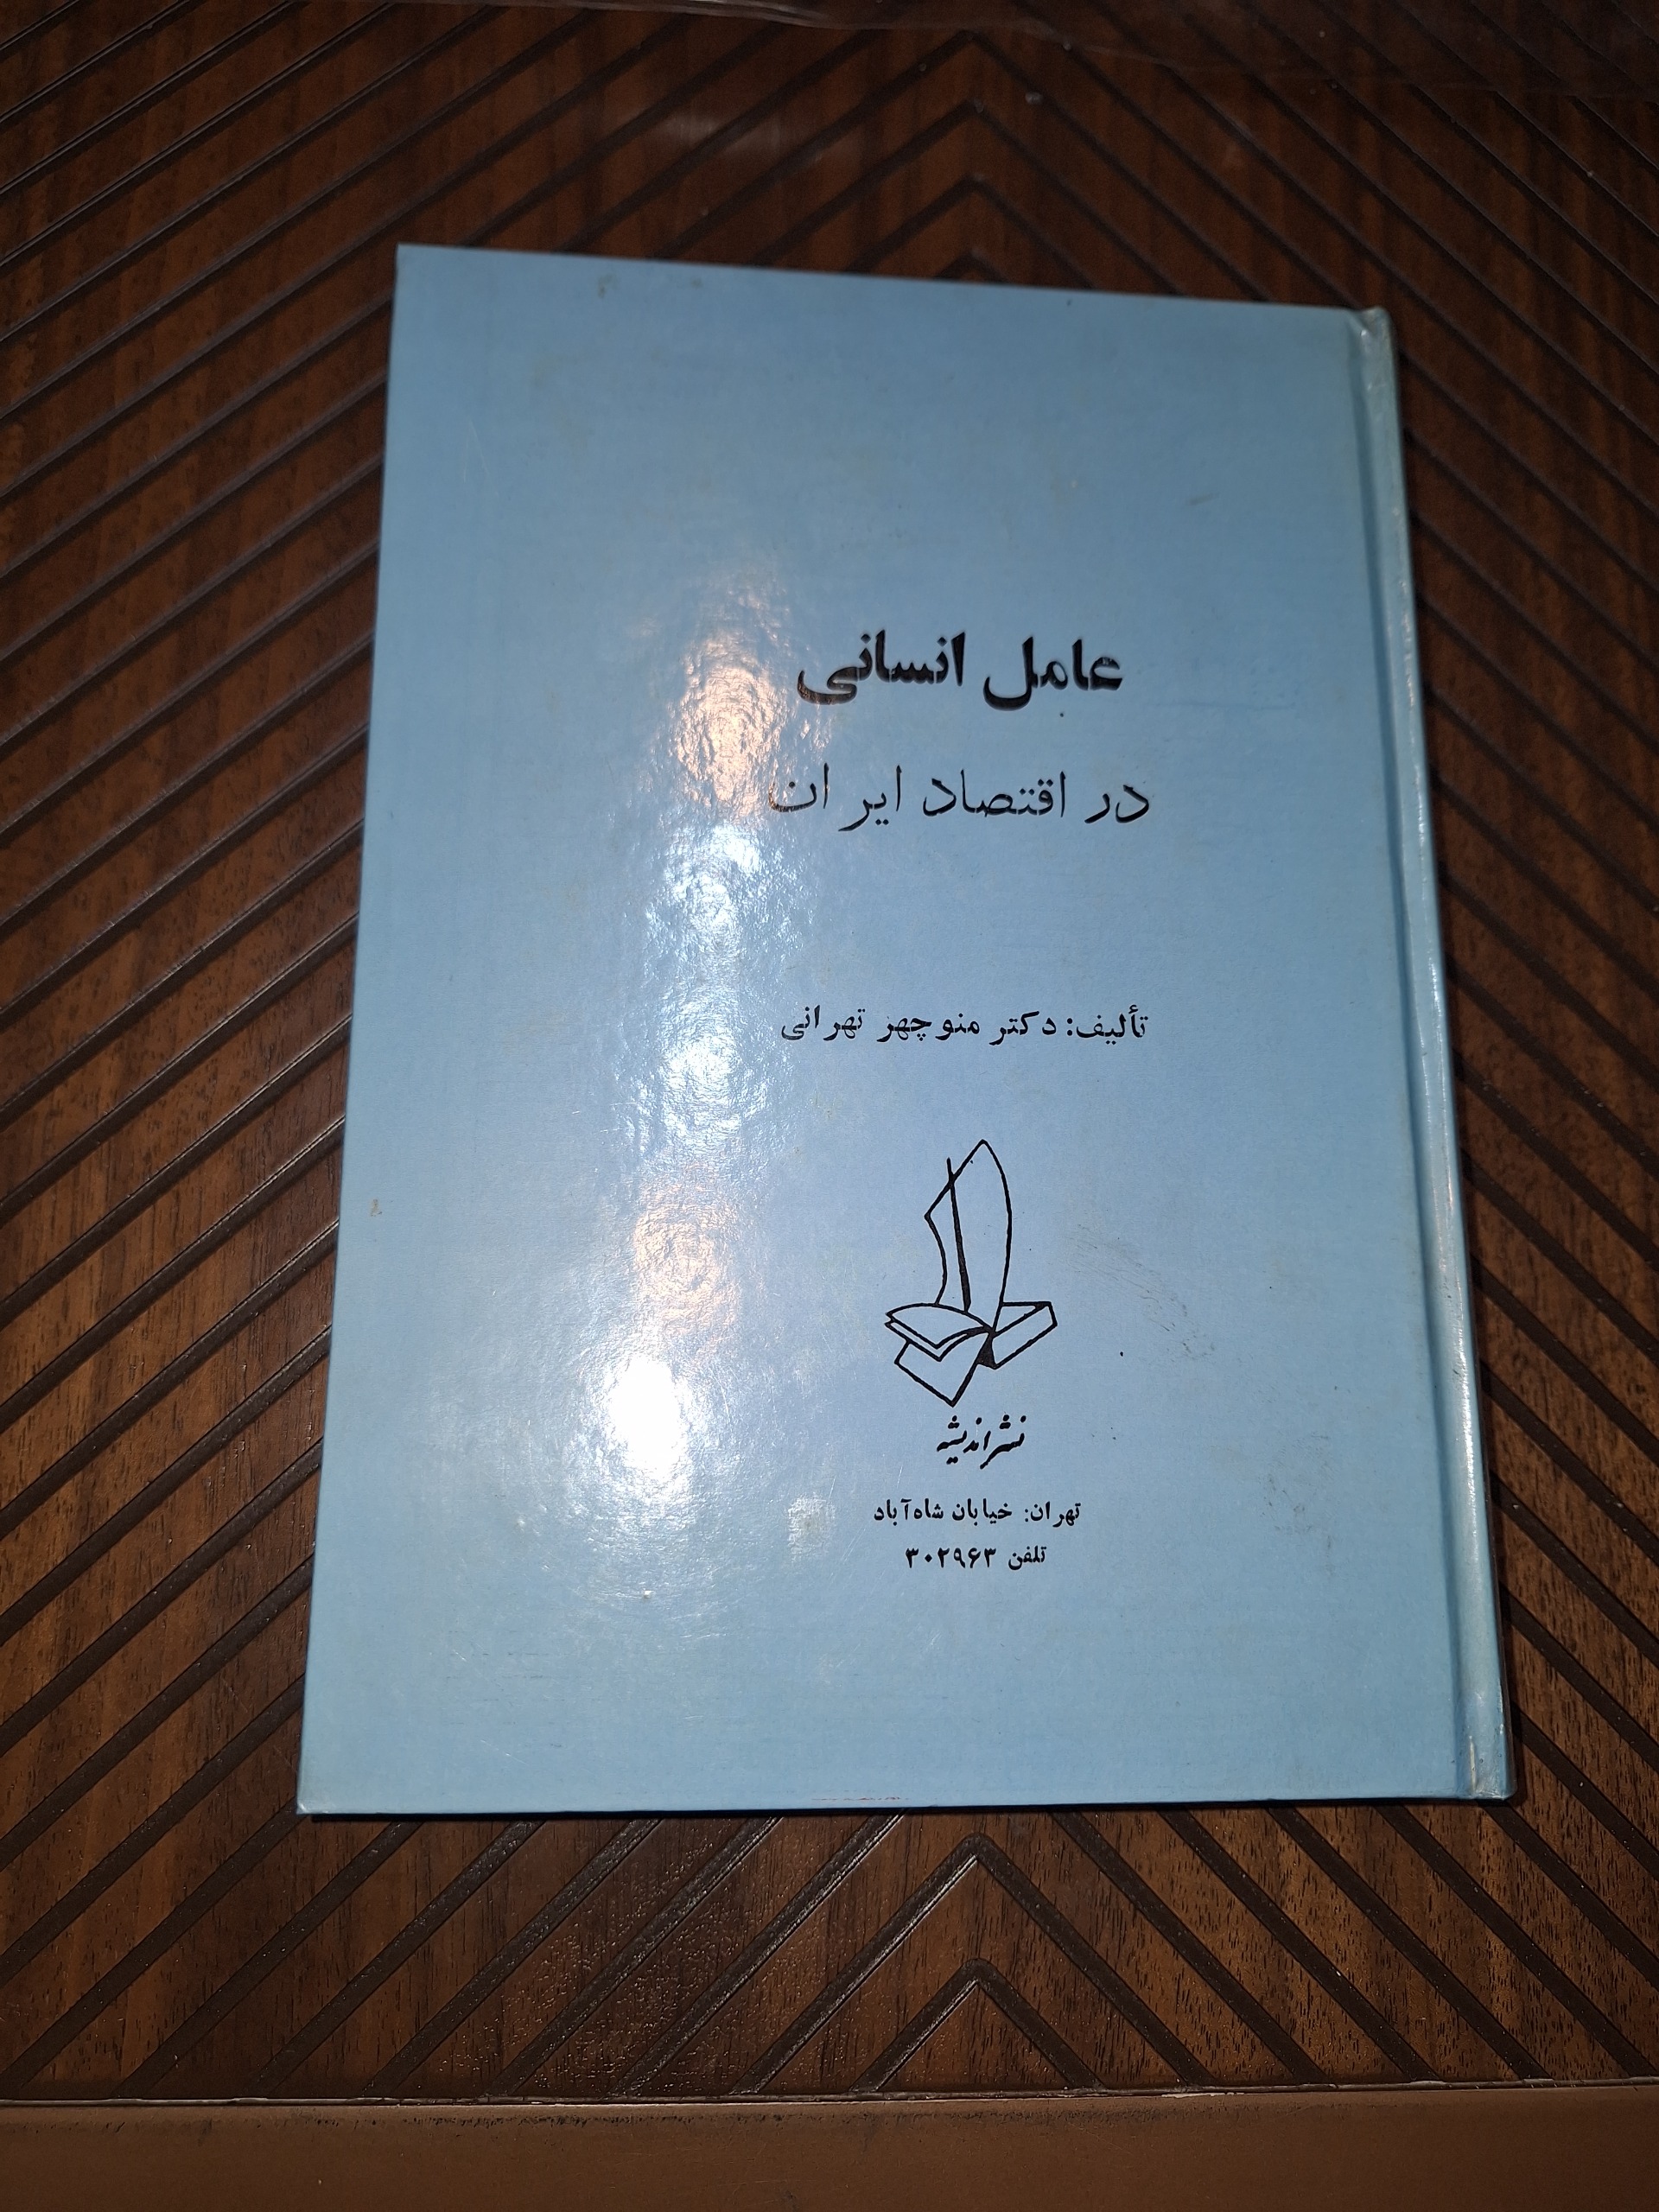 عامل انسانی
در اقتصاد ایران
تألیف: دکتر منوچهر تهرانی
نشر اندیشه
تهران: خیابان شاه‌آباد
تلفن ۳۰۲۹۶۳